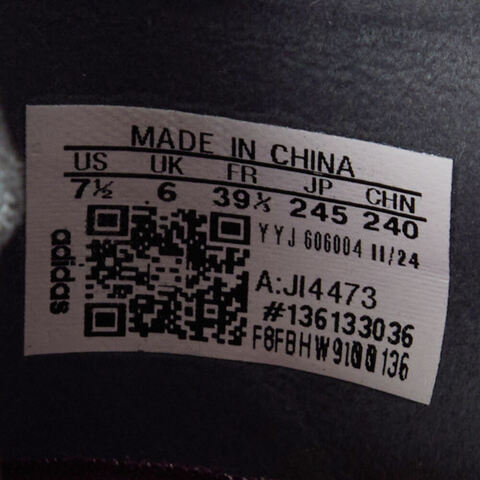 MADE IN CHINA
US UK FR JP CHN
7½ 6 39⅓ 245 240
adidas
YYJ 606004 11/24
A:JI4473
#136133036